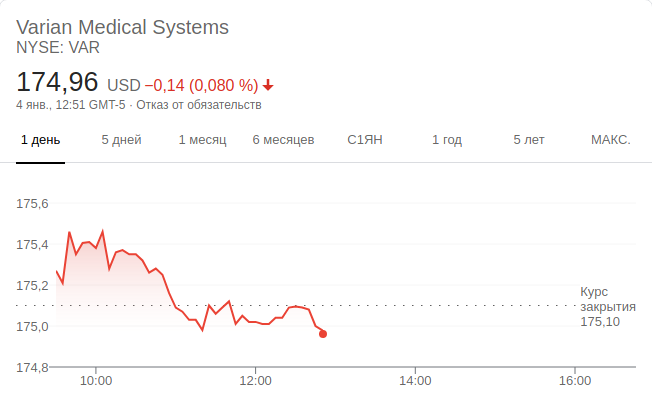 Varian Medical Systems
NYSE: VAR
174,96 USD −0,14 (0,080 %)
4 янв., 12:51 GMT-5 · Отказ от обязательств
1 день 5 дней 1 месяц 6 месяцев С1ЯН 1 год 5 лет МАКС.
175,6
175,4
175,2
Курс
закрытия
175,10
175,0
174,8
10:00 12:00 14:00 16:00